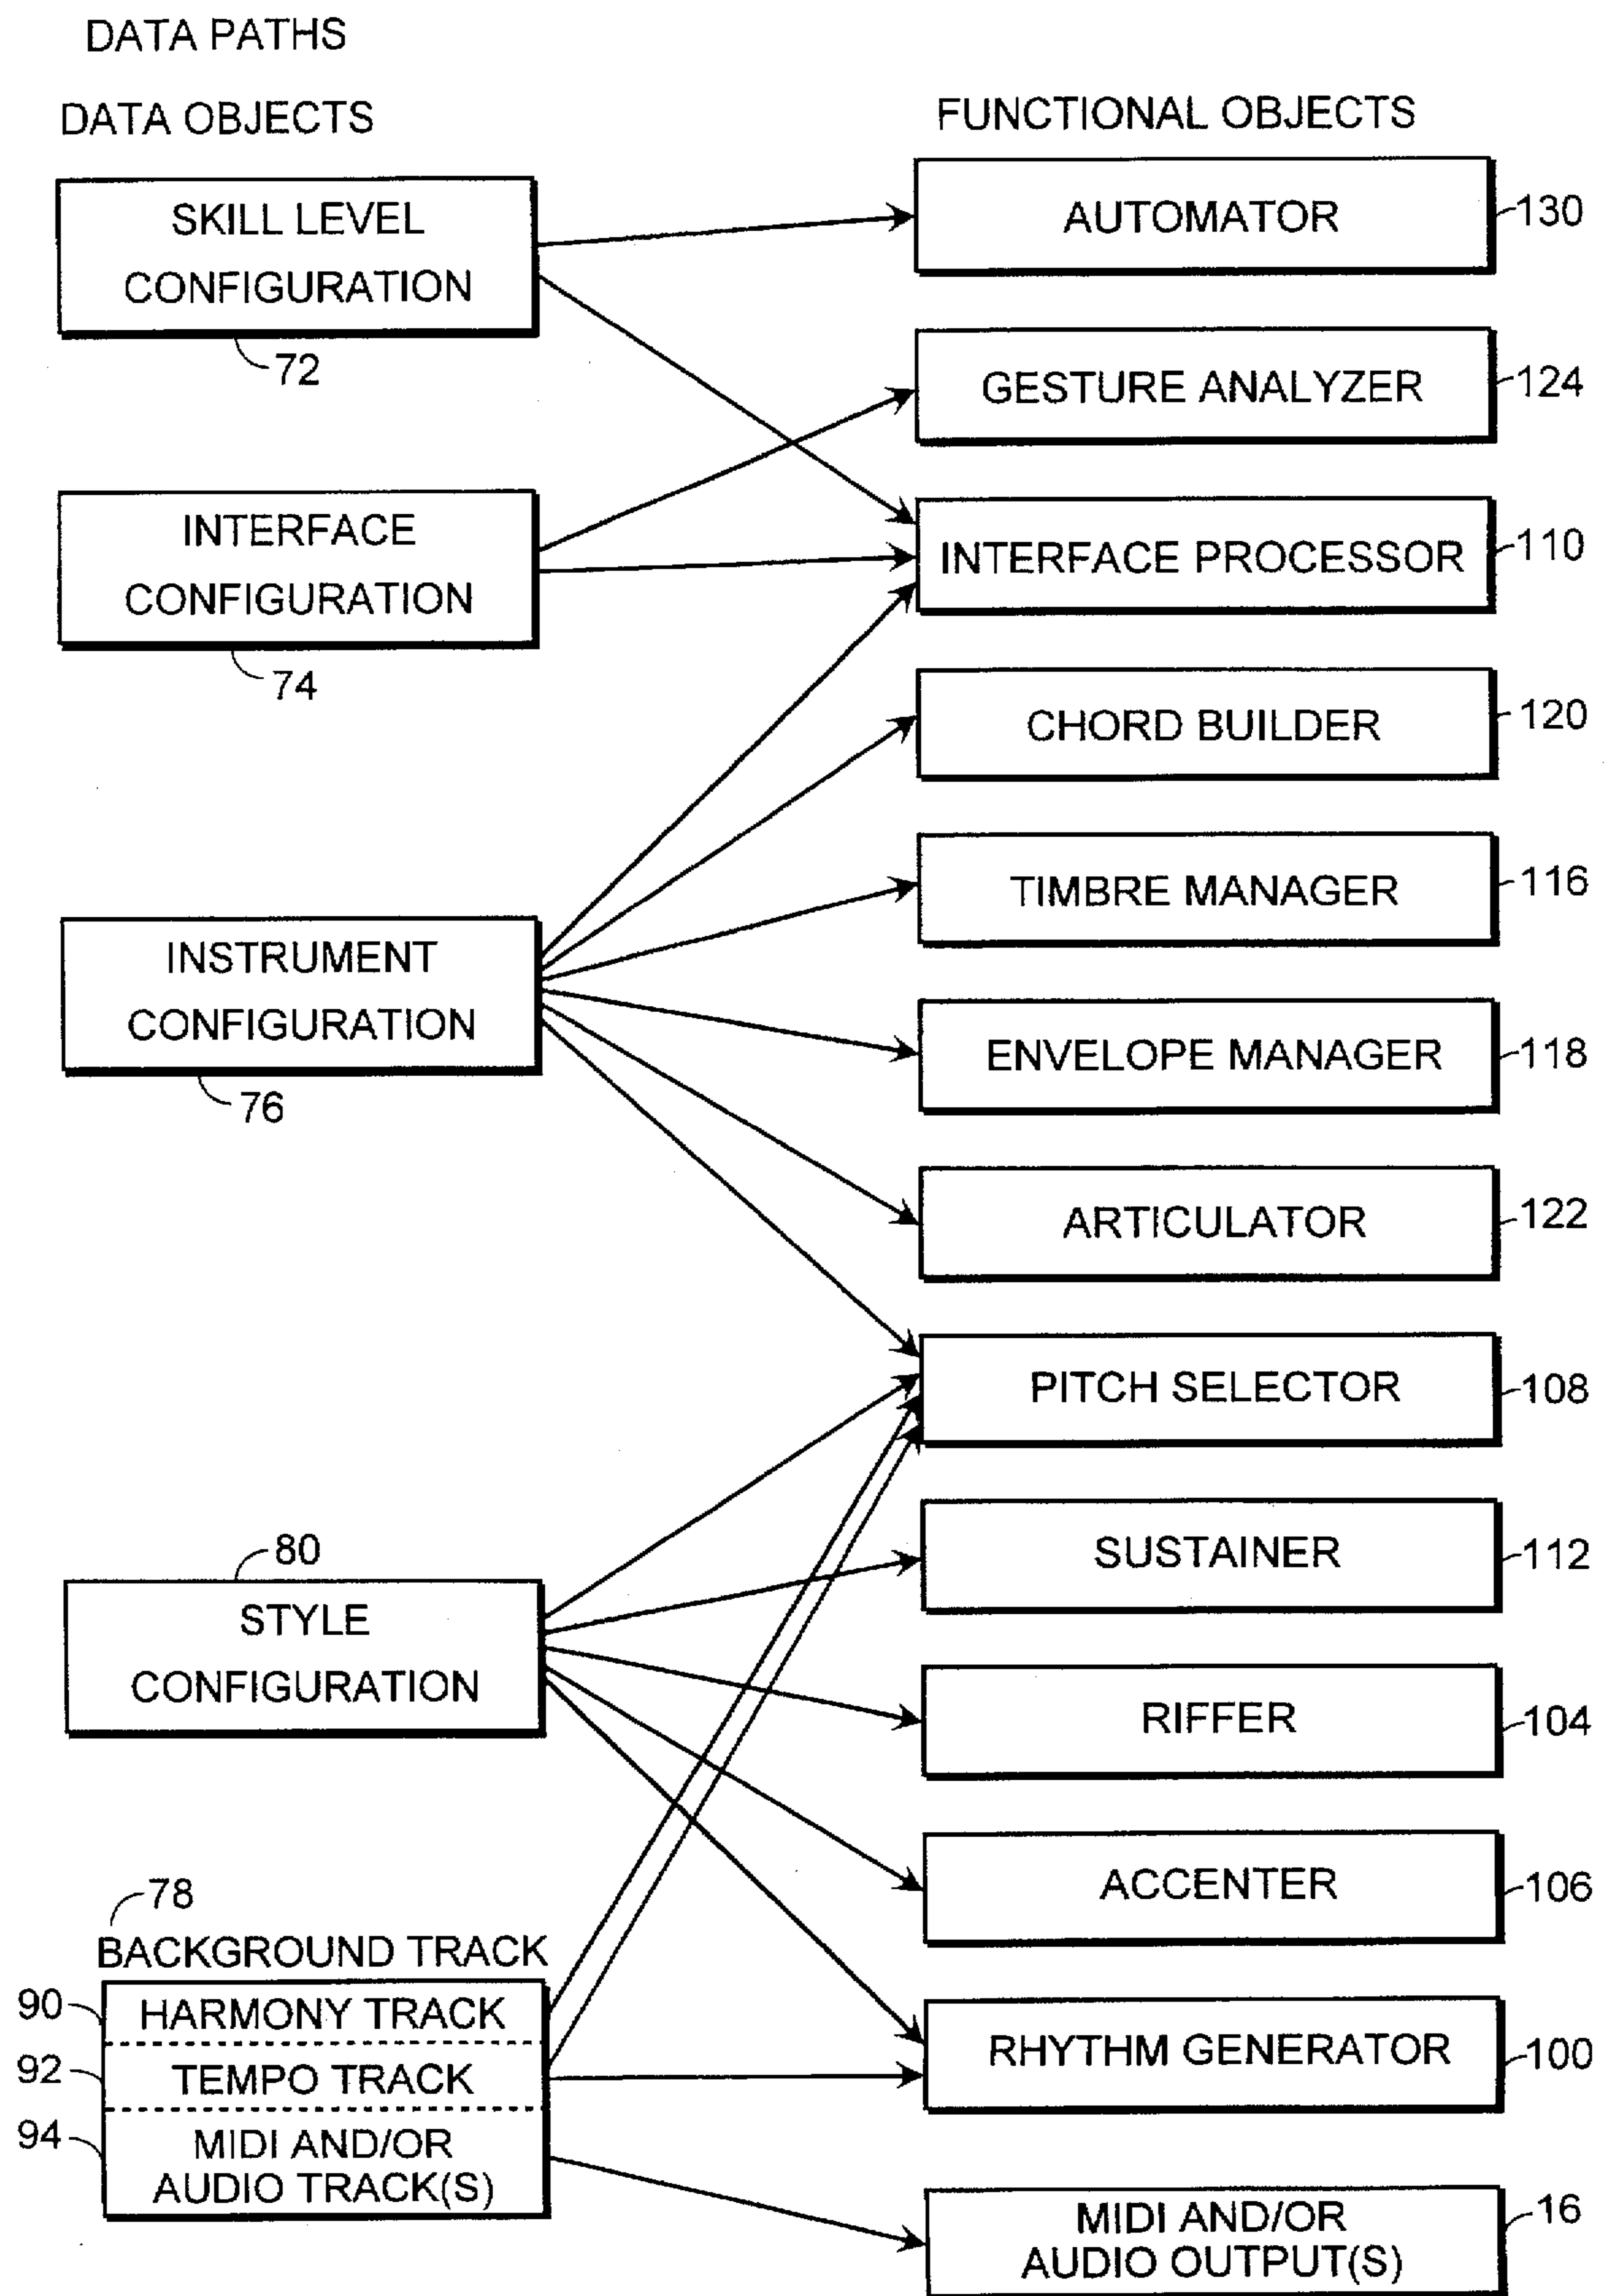 DATA PATHS
DATA OBJECTS
FUNCTIONAL OBJECTS
SKILL LEVEL
CONFIGURATION
72
INTERFACE
CONFIGURATION
74
INSTRUMENT
CONFIGURATION
76
80
STYLE
CONFIGURATION
78
BACKGROUND TRACK
90
HARMONY TRACK
92
TEMPO TRACK
94
MIDI AND/OR
AUDIO TRACK(S)
AUTOMATOR
130
GESTURE ANALYZER
124
INTERFACE PROCESSOR
110
CHORD BUILDER
120
TIMBRE MANAGER
116
ENVELOPE MANAGER
118
ARTICULATOR
122
PITCH SELECTOR
108
SUSTAINER
112
RIFFER
104
ACCENTER
106
RHYTHM GENERATOR
100
MIDI AND/OR
AUDIO OUTPUT(S)
16